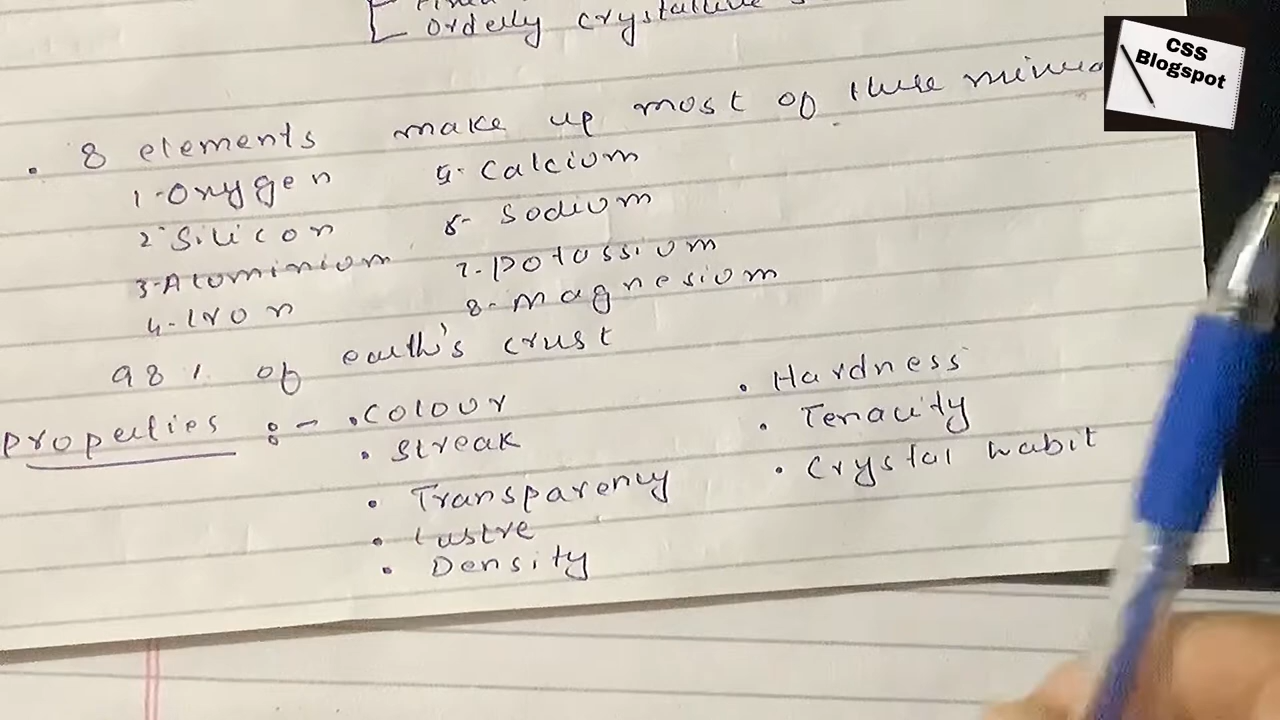 Orderly crystalline
CSS
Blogspot
. 8 elements make up most of these
1-Oxygen
2-Silicon
3-Aluminium
4-Iron
5-Calcium
6- Sodium
7-Potassium
8-Magnesium
98% of earth's crust
Properties :- • Colour
• Streak
• Transparency
• Lustre
• Density
• Hardness
• Tenacity
• Crystal habit